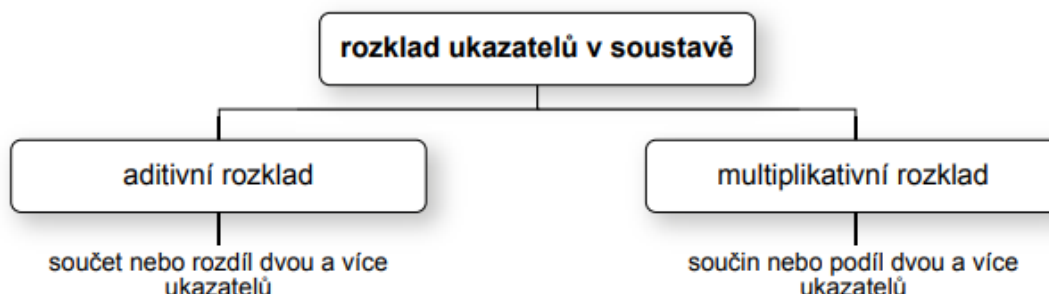 rozklad ukazatelů v soustavě
aditivní rozklad
multiplikativní rozklad
součet nebo rozdíl dvou a více
ukazatelů
součin nebo podíl dvou a více
ukazatelů